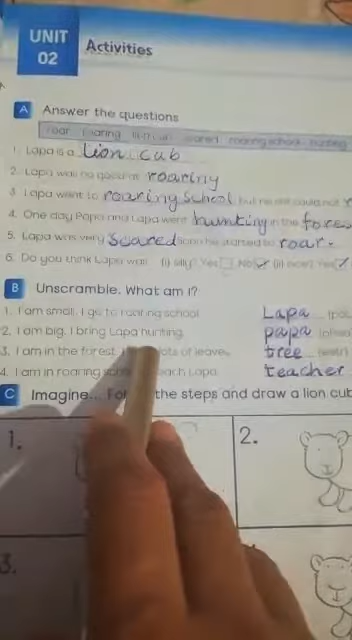 UNIT
02
Activities
A Answer the questions
roar roaring lion cub scared roaring school hunting
1. Lapa is a lion cub
2. Lapa was no good at roaring
3. Lapa went to roaring school but he still could not
4. One day Papa and Lapa went hunting in the fores
5. Lapa was very scared he started to roar.
6. Do you think Lapa was (i) silly? Yes No (ii) nice? Yes
B Unscramble. What am I?
1. I am small. I go to roaring school. Lapa
2. I am big. I bring Lapa hunting. papa
3. I am in the forest. lots of leaves. tree
4. I am in roaring teach Lapa. teacher
C Imagine... the steps and draw a lion cub
1.
2.
3.